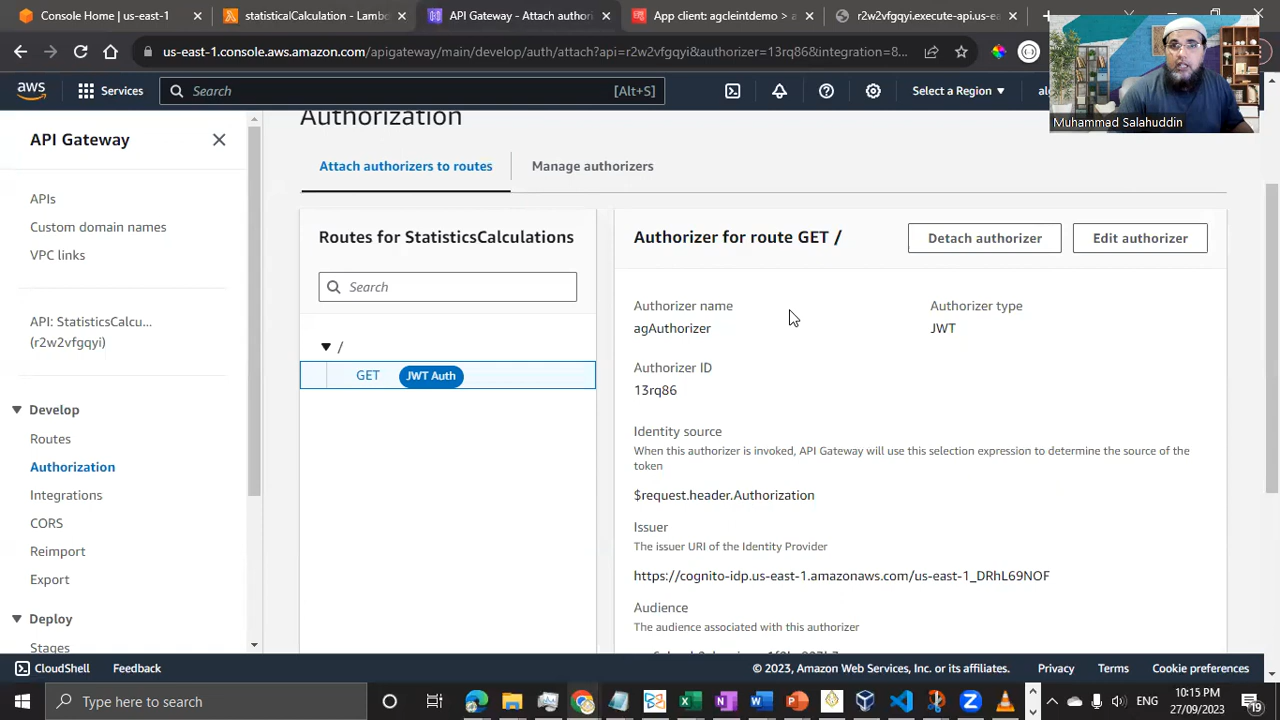 Console Home | us-east-1
statisticalCalculation - Lambd
API Gateway - Attach authori
App client: agcleintdemo > a
r2w2vfgqyi.execute-api.us-ea
us-east-1.console.aws.amazon.com/apigateway/main/develop/auth/attach?api=r2w2vfgqyi&authorizer=13rq86&integration=8...
aws
Services
Search
[Alt+S]
Select a Region
Muhammad Salahuddin
API Gateway
APIs
Custom domain names
VPC links
API: StatisticsCalcu...
(r2w2vfgqyi)
Develop
Routes
Authorization
Integrations
CORS
Reimport
Export
Deploy
Stages
Authorization
Attach authorizers to routes
Manage authorizers
Routes for StatisticsCalculations
Search
/
GET
JWT Auth
Authorizer for route GET /
Detach authorizer
Edit authorizer
Authorizer name
agAuthorizer
Authorizer type
JWT
Authorizer ID
13rq86
Identity source
When this authorizer is invoked, API Gateway will use this selection expression to determine the source of the
token
$request.header.Authorization
Issuer
The issuer URI of the Identity Provider
https://cognito-idp.us-east-1.amazonaws.com/us-east-1_DRhL69NOF
Audience
The audience associated with this authorizer
CloudShell
Feedback
© 2023, Amazon Web Services, Inc. or its affiliates.
Privacy
Terms
Cookie preferences
Type here to search
ENG
10:15 PM
27/09/2023
19